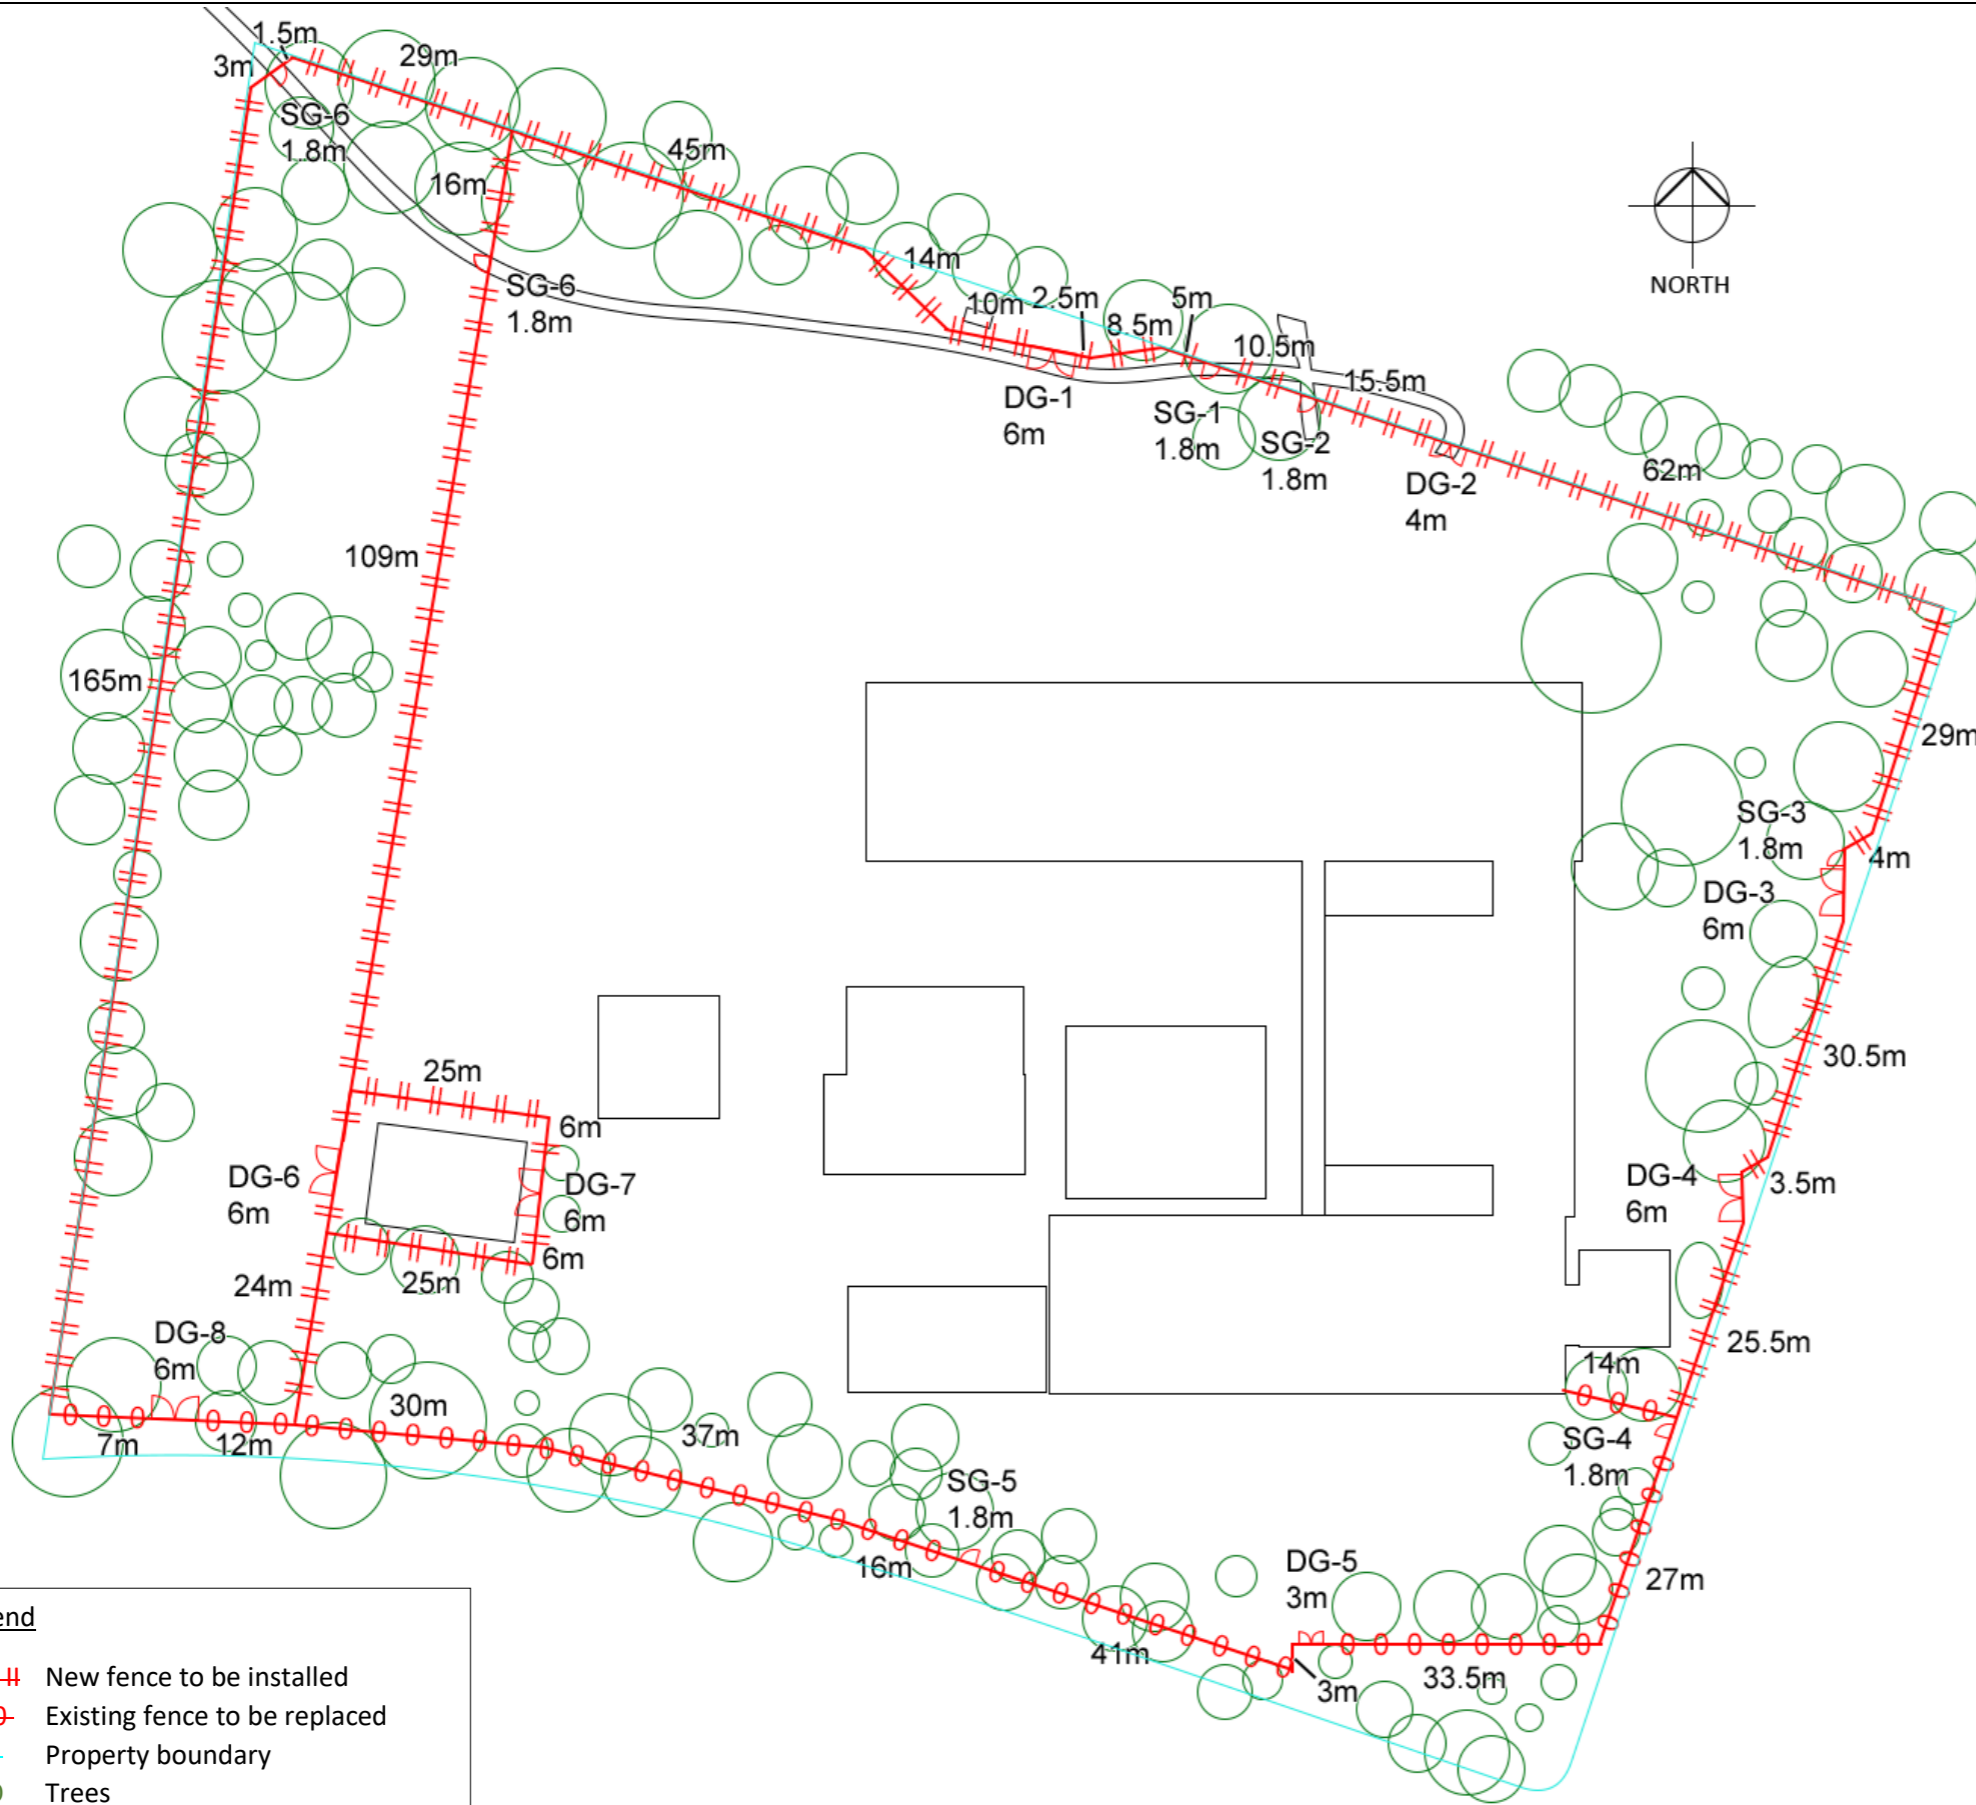 1.5m
3m
29m
SG-6
1.8m
45m
16m
SG-6
1.8m
14m
10m
2.5m
5m
8.5m
10.5m
15.5m
DG-1
6m
SG-1
1.8m
SG-2
1.8m
DG-2
4m
62m
NORTH
109m
165m
29m
SG-3
1.8m
4m
DG-3
6m
30.5m
25m
6m
DG-6
6m
DG-7
6m
6m
25m
24m
DG-4
6m
3.5m
25.5m
14m
DG-8
6m
7m
12m
30m
37m
SG-4
1.8m
SG-5
1.8m
16m
41m
DG-5
3m
3m
33.5m
27m
end
New fence to be installed
Existing fence to be replaced
Property boundary
Trees